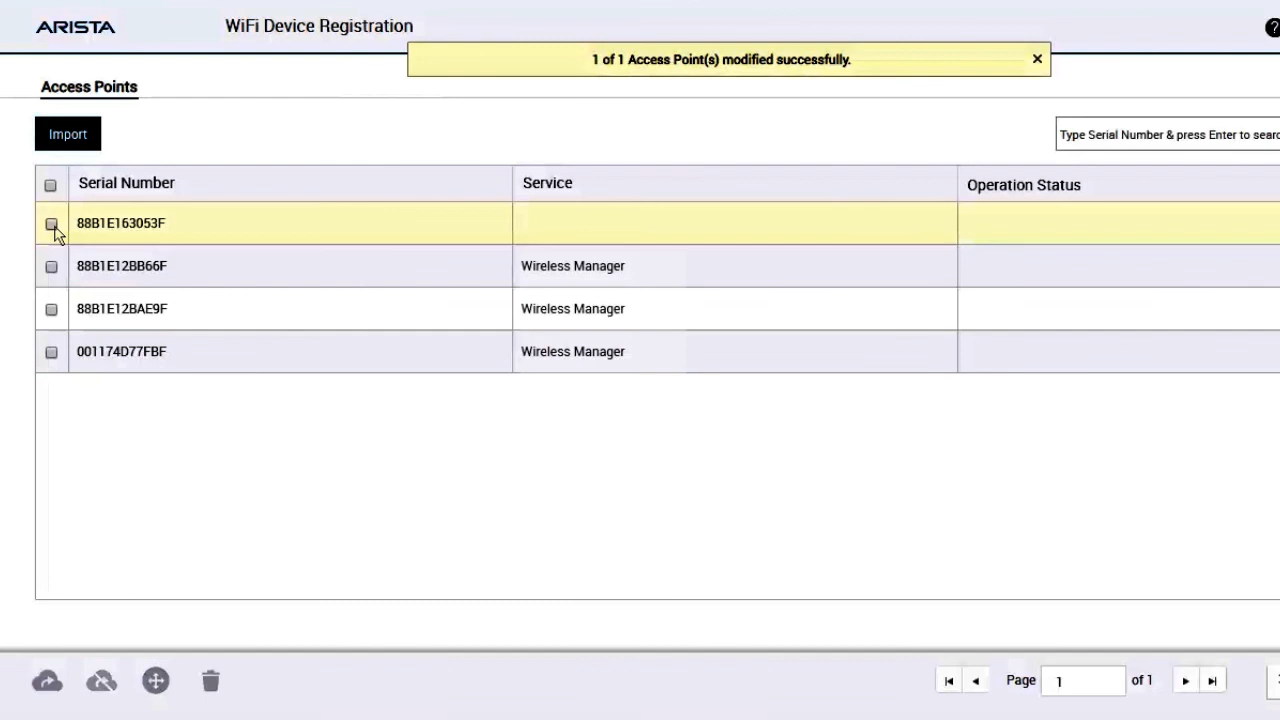 ARISTA
WiFi Device Registration
?
1 of 1 Access Point(s) modified successfully.
Access Points
Import
Type Serial Number & press Enter to sear
Serial Number Service Operation Status
88B1E163053F
88B1E12BB66F Wireless Manager
88B1E12BAE9F Wireless Manager
001174D77FBF Wireless Manager
Page 1 of 1